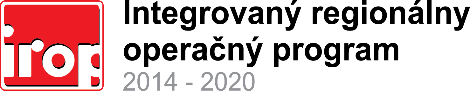 irop
Integrovaný regionálny
operačný program
2014 - 2020